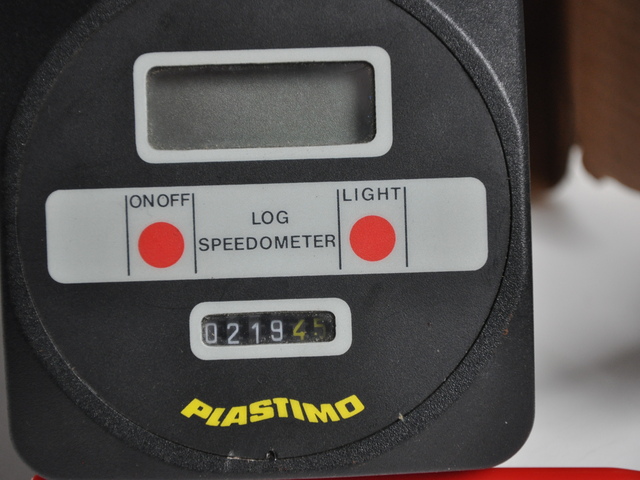 ONOFF
LIGHT
LOG
SPEEDOMETER
021945
PLASTIMO